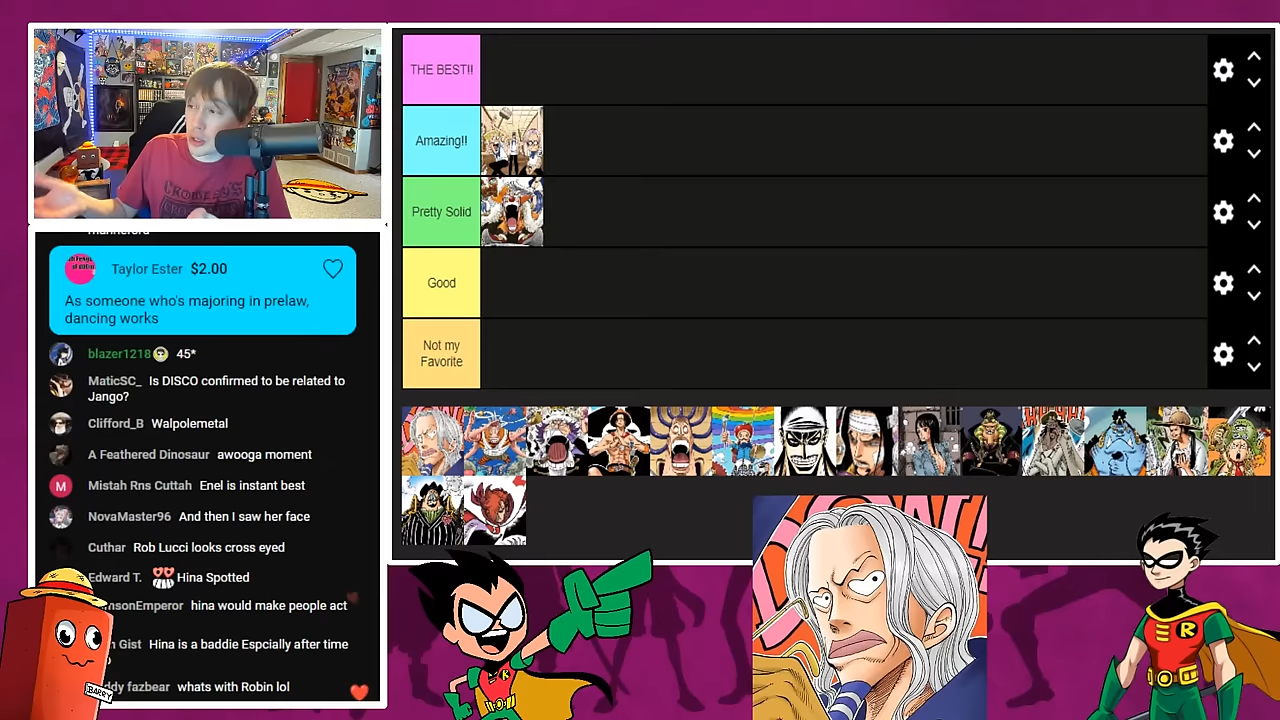 THE BEST!!
Amazing!!
Pretty Solid
Good
Not my
Favorite
Taylor Ester $2.00
As someone who's majoring in prelaw,
dancing works
blazer1218 45*
MaticSC_ Is DISCO confirmed to be related to
Jango?
Clifford_B Walpolemetal
A Feathered Dinosaur awooga moment
M Mistah Rns Cuttah Enel is instant best
NovaMaster96 And then I saw her face
Cuthar Rob Lucci looks cross eyed
Edward T. Hina Spotted
hina would make people act
Gist Hina is a baddie Espcially after time
fazbear whats with Robin lol
BARRY
R
R